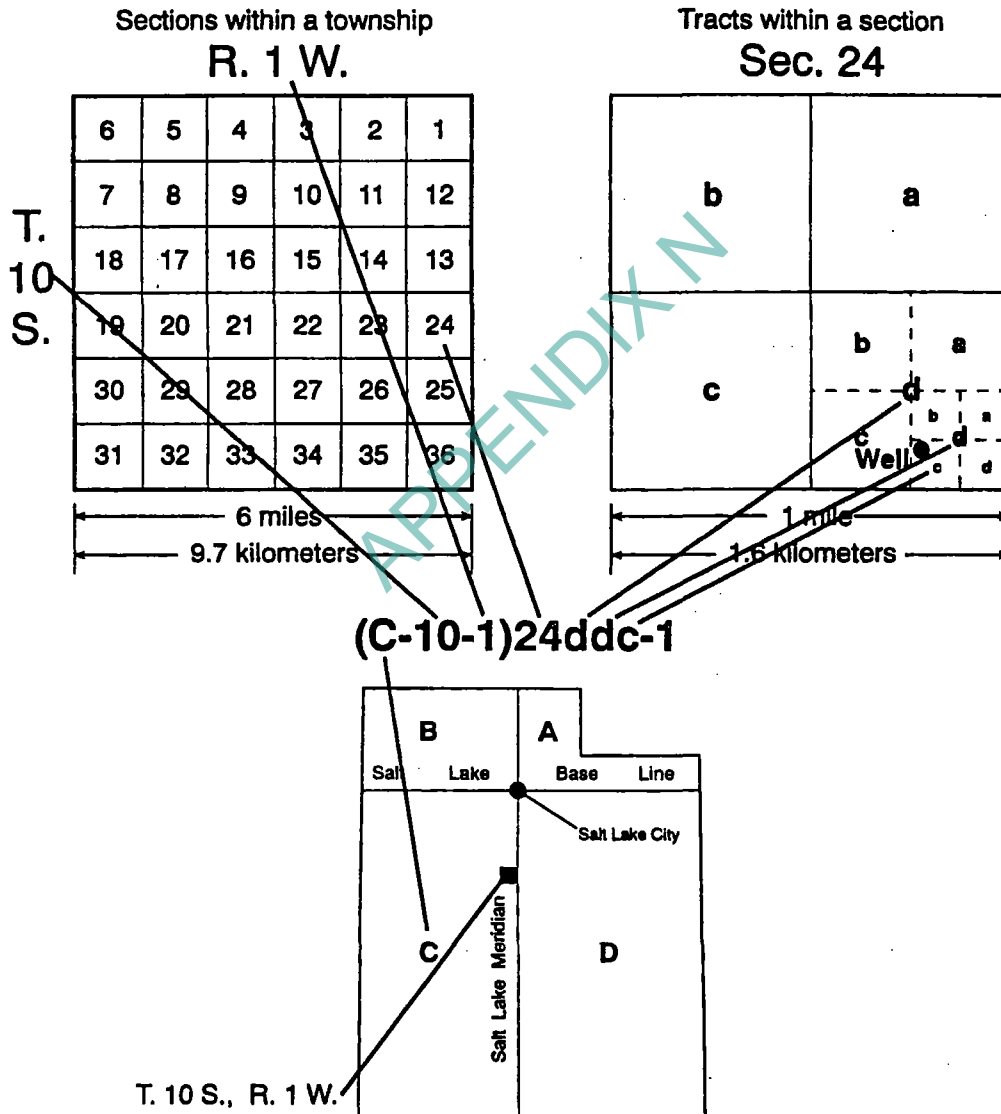 Sections within a township
R. 1 W.
6 5 4 3 2 1
7 8 9 10 11 12
18 17 16 15 14 13
19 20 21 22 23 24
30 29 28 27 26 25
31 32 33 34 35 36
T.
10
S.
6 miles
9.7 kilometers
Tracts within a section
Sec. 24
b a
b a
c d
b a
c d
Well c d
1 mile
1.6 kilometers
APPENDIX N
(C-10-1)24ddc-1
B A
Salt Lake Base Line
Salt Lake City
Salt Lake Meridian
C D
T. 10 S., R. 1 W.